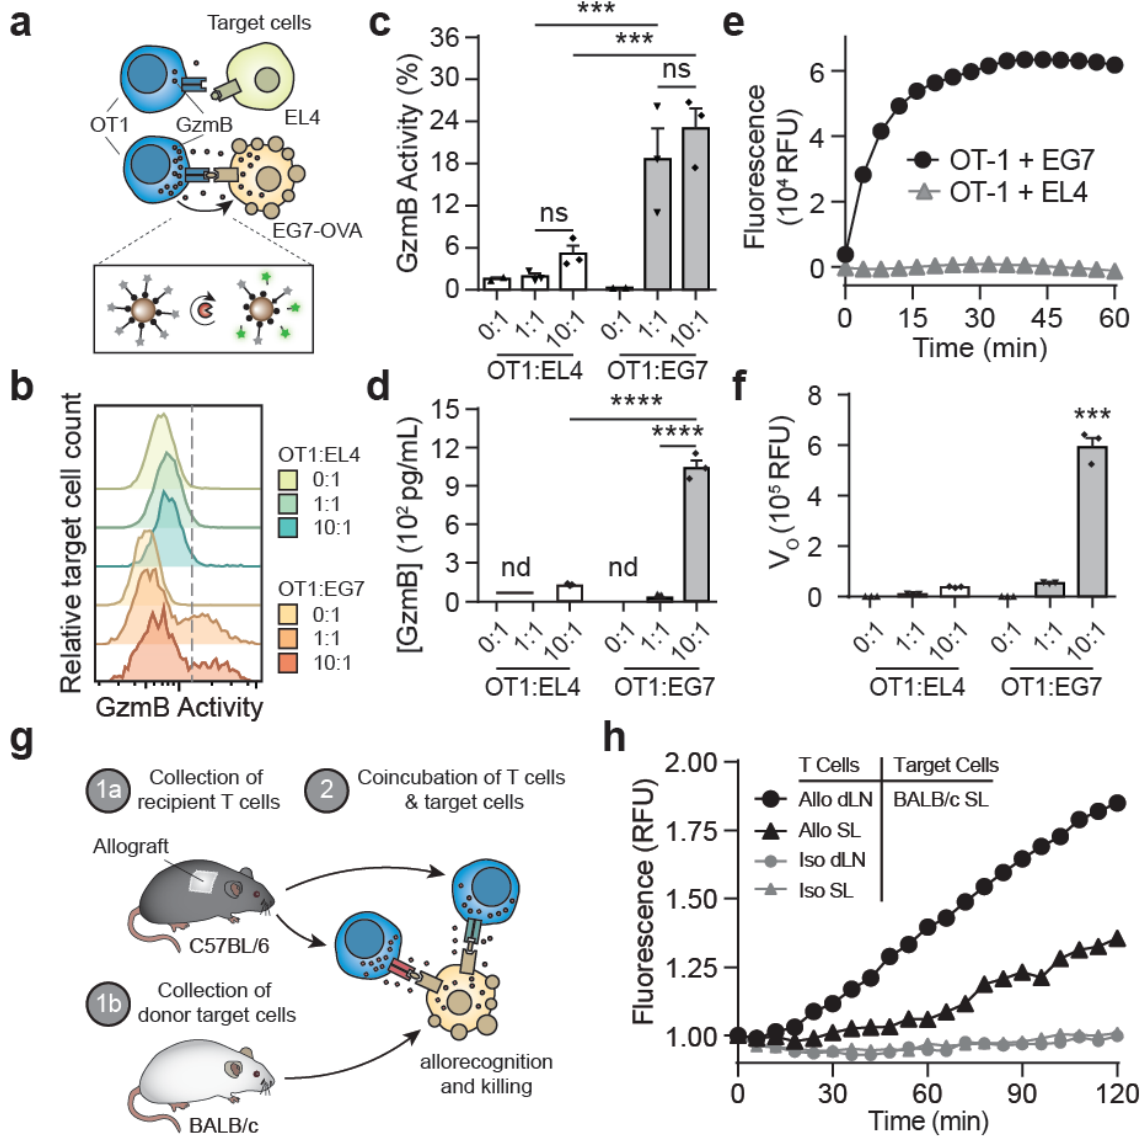 a
Target cells
OT1
GzmB
EL4
EG7-OVA
b
Relative target cell count
GzmB Activity
OT1:EL4
0:1
1:1
10:1
OT1:EG7
0:1
1:1
10:1
c
GzmB Activity (%)
36
30
24
18
12
6
0
***
***
ns
ns
0:1
1:1
10:1
0:1
1:1
10:1
OT1:EL4
OT1:EG7
d
[GzmB] (10² pg/mL)
15
12
9
6
3
0
****
****
nd
nd
0:1
1:1
10:1
0:1
1:1
10:1
OT1:EL4
OT1:EG7
e
Fluorescence
(10⁴ RFU)
6
4
2
0
OT-1 + EG7
OT-1 + EL4
0
15
30
45
60
Time (min)
f
V₀ (10⁵ RFU)
8
6
4
2
0
***
0:1
1:1
10:1
0:1
1:1
10:1
OT1:EL4
OT1:EG7
g
1a
Collection of
recipient T cells
2
Coincubation of T cells
& target cells
Allograft
C57BL/6
1b
Collection of
donor target cells
BALB/c
allorecognition
and killing
h
Fluorescence (RFU)
2.00
1.75
1.50
1.25
1.00
T Cells
Target Cells
Allo dLN
BALB/c SL
Allo SL
Iso dLN
Iso SL
0
30
60
90
120
Time (min)